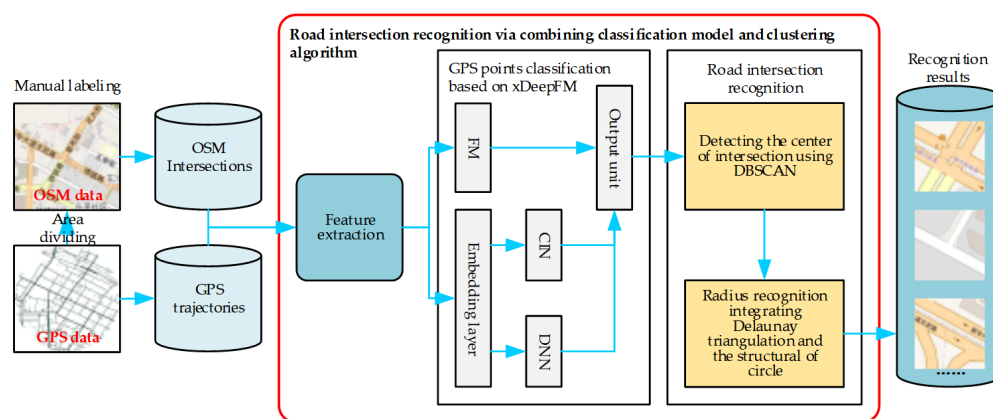 Road intersection recognition via combining classification model and clustering
algorithm
Manual labeling
OSM data
Area
dividing
GPS data
OSM
Intersections
GPS
trajectories
Feature
extraction
GPS points classification
based on xDeepFM
FM
Embedding layer
CIN
DNN
Output unit
Road intersection
recognition
Detecting the center
of intersection using
DBSCAN
Radius recognition
integrating
Delaunay
triangulation and
the structural of
circle
Recognition
results
......